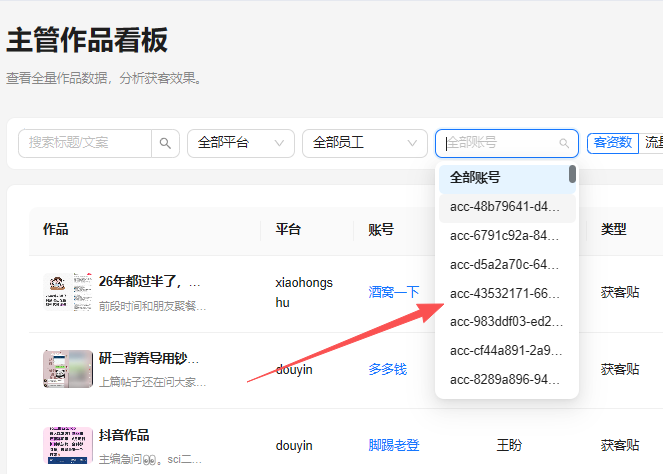 主管作品看板
查看全量作品数据，分析获客效果。
搜索标题/文案
全部平台
全部员工
全部账号
客资数
流量
全部账号
acc-48b79641-d4...
acc-6791c92a-84...
acc-d5a2a70c-64...
acc-43532171-66...
acc-983ddf03-ed2...
acc-cf44a891-2a9...
acc-8289a896-94...
作品
平台
账号
类型
26年都过半了，...
前段时间和朋友聚餐...
xiaohongs
hu
酒窝一下
获客贴
研二背着导用钞...
上篇帖子还在问大家...
douyin
多多钱
获客贴
抖音作品
主编急问。sci二...
douyin
脚踢老登
王盼
获客贴